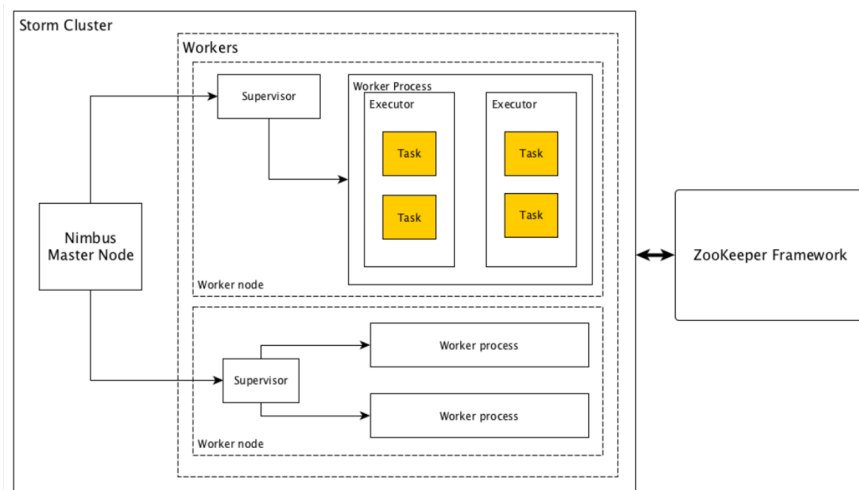 Storm Cluster
Workers
Supervisor
Worker Process
Executor
Executor
Task
Task
Task
Task
Nimbus
Master Node
Worker node
ZooKeeper Framework
Worker process
Supervisor
Worker process
Worker node